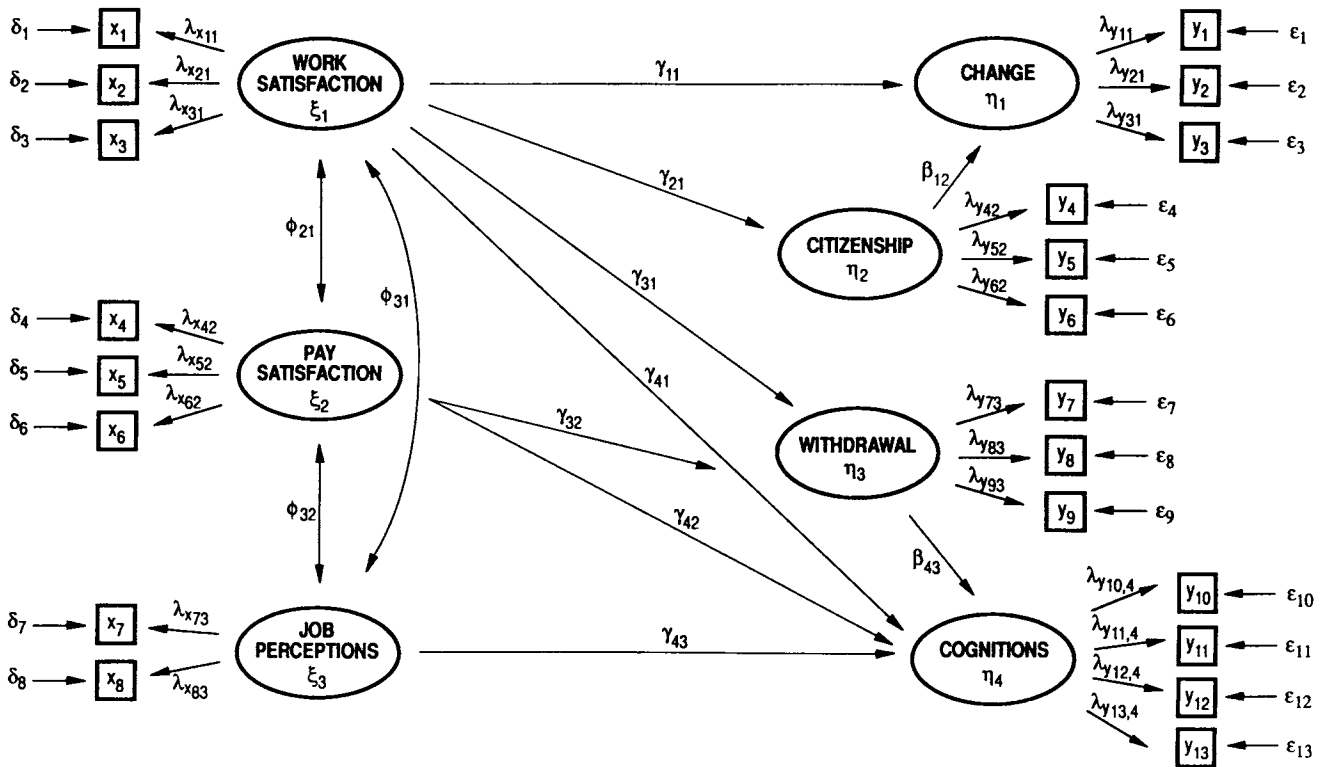 δ₁
x₁
λₓ₁₁
WORK
SATISFACTION
ξ₁
δ₂
x₂
λₓ₂₁
δ₃
x₃
λₓ₃₁
γ₁₁
CHANGE
η₁
λy₁₁
y₁
ε₁
λy₂₁
y₂
ε₂
λy₃₁
y₃
ε₃
γ₂₁
β₁₂
CITIZENSHIP
η₂
λy₄₂
y₄
ε₄
λy₅₂
y₅
ε₅
λy₆₂
y₆
ε₆
ϕ₂₁
ϕ₃₁
γ₃₁
γ₄₁
δ₄
x₄
λₓ₄₂
PAY
SATISFACTION
ξ₂
δ₅
x₅
λₓ₅₂
δ₆
x₆
λₓ₆₂
γ₃₂
γ₄₂
WITHDRAWAL
η₃
λy₇₃
y₇
ε₇
λy₈₃
y₈
ε₈
λy₉₃
y₉
ε₉
ϕ₃₂
β₄₃
δ₇
x₇
λₓ₇₃
JOB
PERCEPTIONS
ξ₃
δ₈
x₈
λₓ₈₃
γ₄₃
COGNITIONS
η₄
λy₁₀,₄
y₁₀
ε₁₀
λy₁₁,₄
y₁₁
ε₁₁
λy₁₂,₄
y₁₂
ε₁₂
λy₁₃,₄
y₁₃
ε₁₃